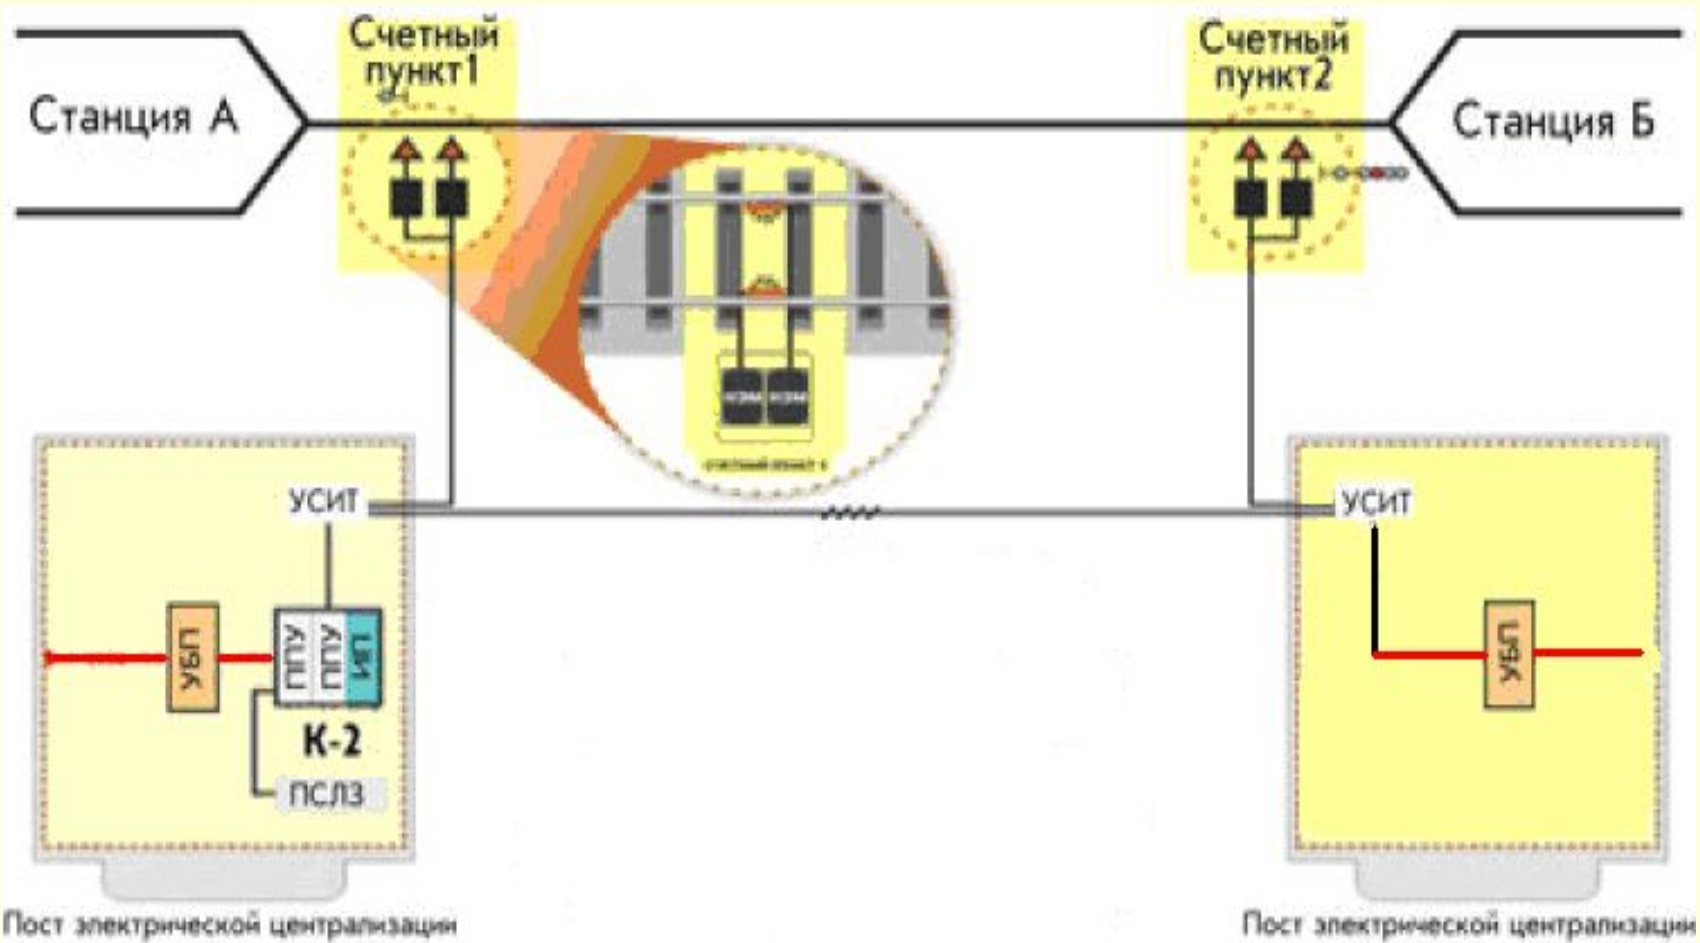 Счетный
пункт1
Счетный
пункт2
Станция А
Станция Б
УСИТ
УСИТ
УБП
ППУ
ППУ
ИП
УБП
К-2
ПСЛЗ
Пост электрической централизации
Пост электрической централизации